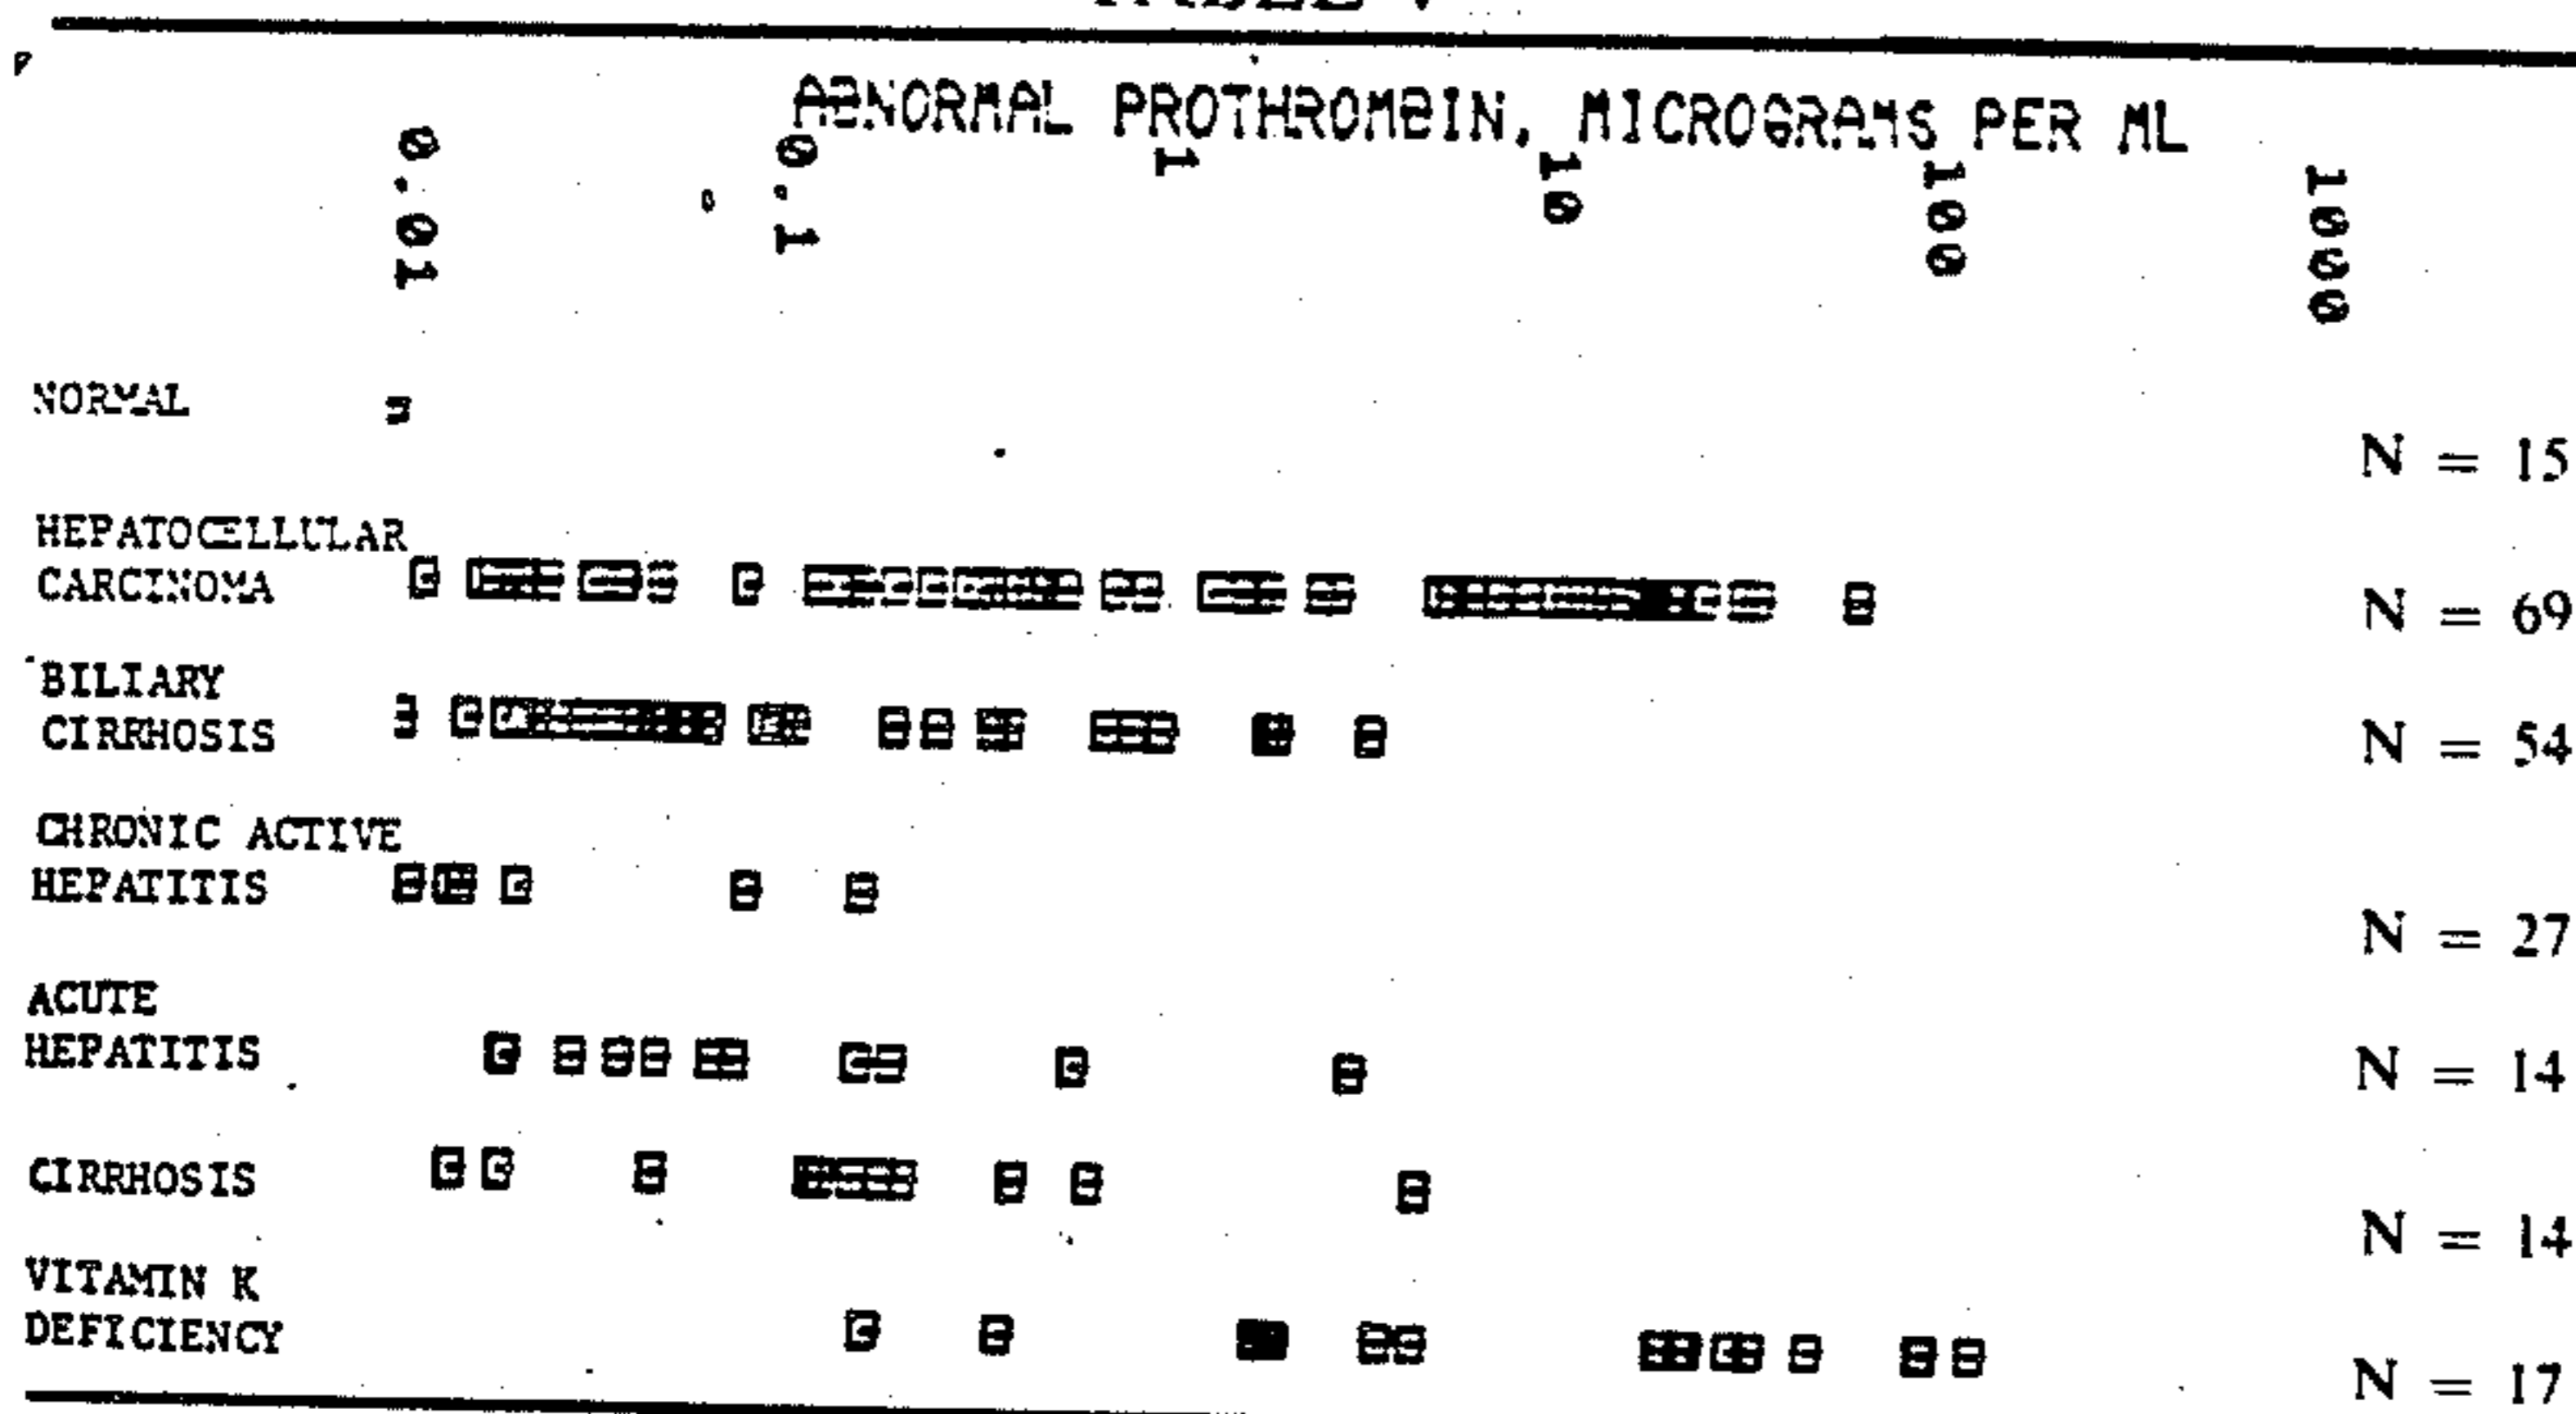 ABNORMAL PROTHROMBIN, MICROGRAMS PER ML
0.01 0.1 1 10 100 1000
NORMAL
N = 15
HEPATOCELLULAR
CARCINOMA
N = 69
BILIARY
CIRRHOSIS
N = 54
CHRONIC ACTIVE
HEPATITIS
N = 27
ACUTE
HEPATITIS
N = 14
CIRRHOSIS
N = 14
VITAMIN K
DEFICIENCY
N = 17